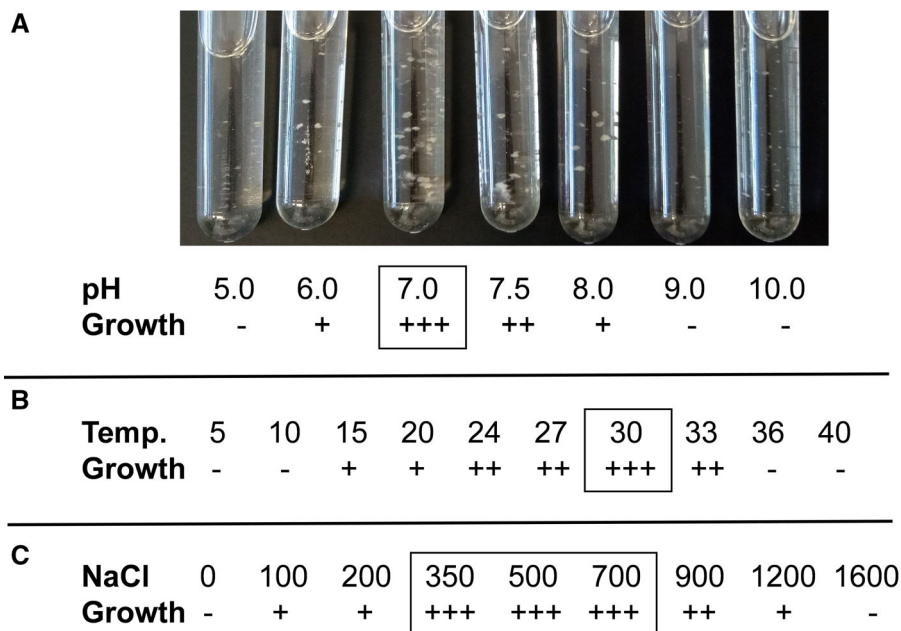 A
pH 5.0 6.0 7.0 7.5 8.0 9.0 10.0
Growth - + +++ ++ + - -
B
Temp. 5 10 15 20 24 27 30 33 36 40
Growth - - + + ++ ++ +++ ++ - -
C
NaCl 0 100 200 350 500 700 900 1200 1600
Growth - + + +++ +++ +++ ++ + -